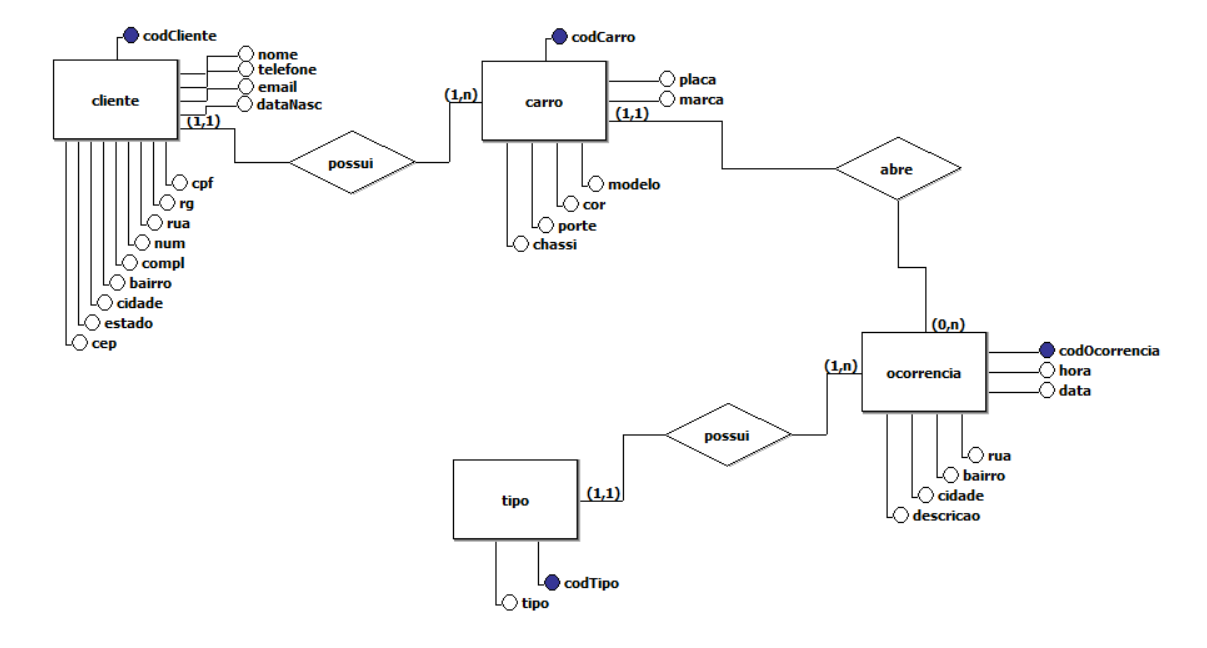 codCliente
nome
telefone
email
dataNasc
cliente
(1,1)
cpf
rg
rua
num
compl
bairro
cidade
estado
cep
possui
(1,n)
codCarro
carro
placa
marca
(1,1)
modelo
cor
porte
chassi
abre
(0,n)
ocorrencia
codOcorrencia
hora
data
rua
bairro
cidade
descricao
(1,n)
possui
(1,1)
tipo
codTipo
tipo